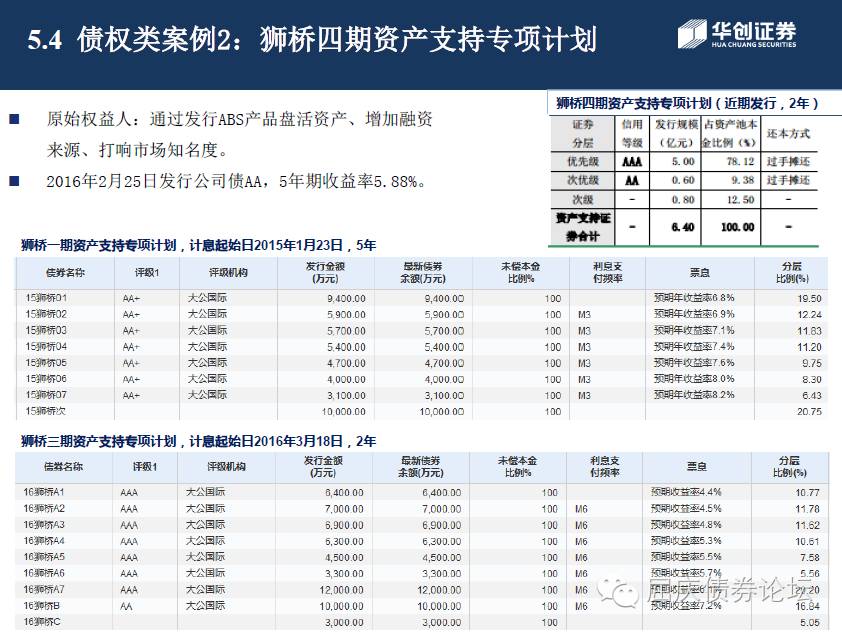 5.4 债权类案例2：狮桥四期资产支持专项计划
华创证券
HUA CHUANG SECURITIES
■ 原始权益人：通过发行ABS产品盘活资产、增加融资
来源、打响市场知名度。
■ 2016年2月25日发行公司债AA，5年期收益率5.88%。
狮桥四期资产支持专项计划（近期发行，2年）
证券分层 信用等级 发行规模（亿元） 占资产池本金比例（%） 还本方式
优先级 AAA 5.00 78.12 过手摊还
次优级 AA 0.60 9.38 过手摊还
次级 - 0.80 12.50 -
资产支持证券合计 - 6.40 100.00 -
狮桥一期资产支持专项计划，计息起始日2015年1月23日，5年
债券名称 评级1 评级机构 发行金额(万元) 最新债券余额(万元) 未偿本金比例% 利息支付频率 票息 分层比例(%)
15狮桥01 AA+ 大公国际 9,400.00 9,400.00 100 预期年收益率6.8% 19.50
15狮桥02 AA+ 大公国际 5,900.00 5,900.00 100 M3 预期年收益率6.9% 12.24
15狮桥03 AA+ 大公国际 5,700.00 5,700.00 100 M3 预期年收益率7.1% 11.83
15狮桥04 AA+ 大公国际 5,400.00 5,400.00 100 M3 预期年收益率7.4% 11.20
15狮桥05 AA+ 大公国际 4,700.00 4,700.00 100 M3 预期年收益率7.6% 9.75
15狮桥06 AA+ 大公国际 4,000.00 4,000.00 100 M3 预期年收益率8.0% 8.30
15狮桥07 AA+ 大公国际 3,100.00 3,100.00 100 M3 预期年收益率8.2% 6.43
15狮桥次 10,000.00 10,000.00 100 20.75
狮桥三期资产支持专项计划，计息起始日2016年3月18日，2年
债券名称 评级1 评级机构 发行金额(万元) 最新债券余额(万元) 未偿本金比例% 利息支付频率 票息 分层比例(%)
16狮桥A1 AAA 大公国际 6,400.00 6,400.00 100 预期收益率4.4% 10.77
16狮桥A2 AAA 大公国际 7,000.00 7,000.00 100 M6 预期收益率4.5% 11.78
16狮桥A3 AAA 大公国际 6,900.00 6,900.00 100 M6 预期收益率4.8% 11.62
16狮桥A4 AAA 大公国际 6,300.00 6,300.00 100 M6 预期收益率5.3% 10.61
16狮桥A5 AAA 大公国际 4,500.00 4,500.00 100 M6 预期收益率5.5% 7.58
16狮桥A6 AAA 大公国际 3,300.00 3,300.00 100 M6 预期收益率5.7% 5.56
16狮桥A7 AAA 大公国际 12,000.00 12,000.00 100 M6 20.20
16狮桥B AA 大公国际 10,000.00 10,000.00 100 M6 预期收益率7.2% 16.84
16狮桥C 3,000.00 3,000.00 100 5.05
屈庆债券论坛